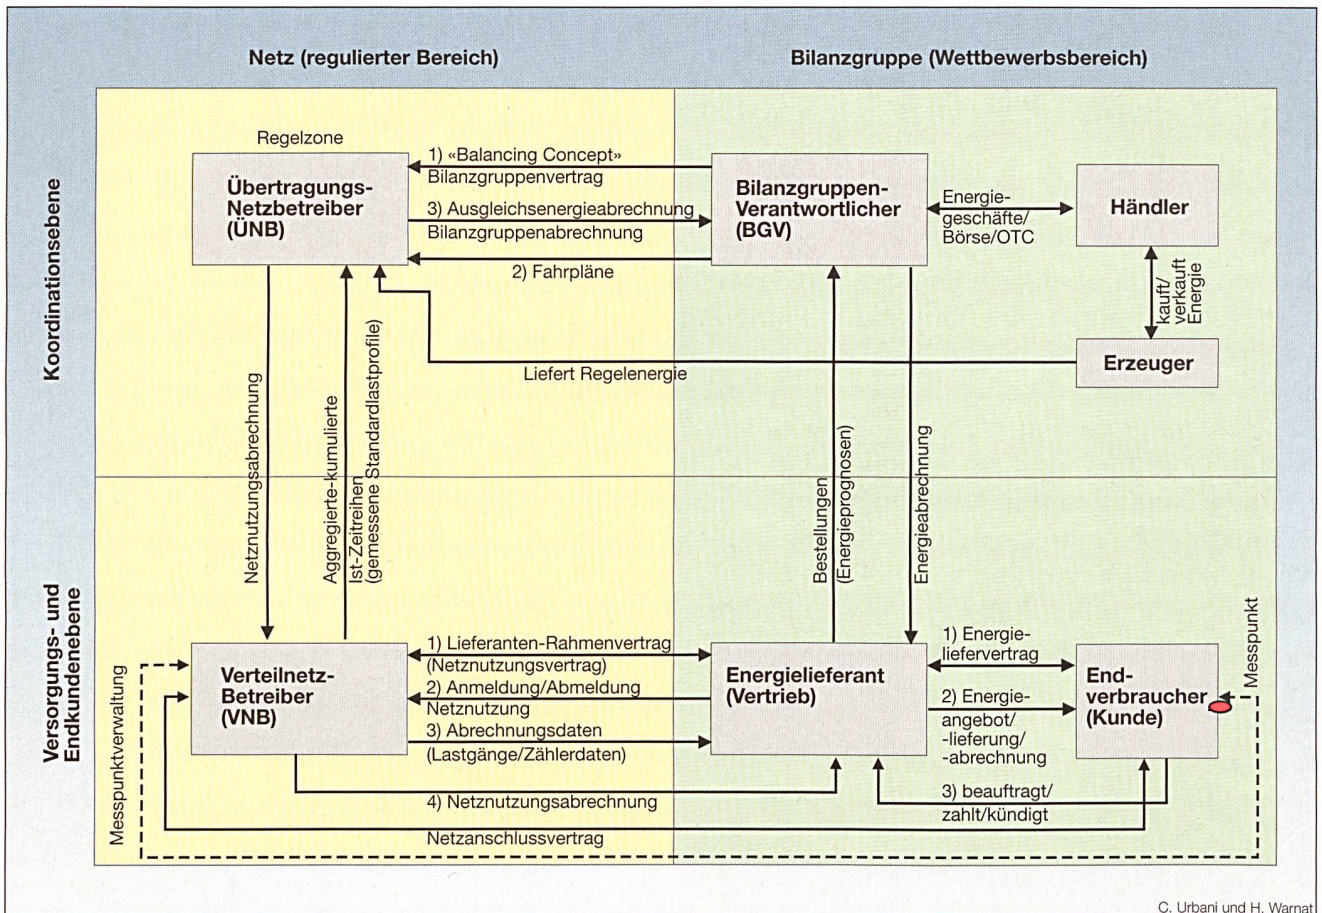 Netz (regulierter Bereich)
Bilanzgruppe (Wettbewerbsbereich)
Koordinationsebene
Versorgungs- und
Endkundenebene
Regelzone
Übertragungs-
Netzbetreiber
(ÜNB)
1) «Balancing Concept»
Bilanzgruppenvertrag
3) Ausgleichsenergieabrechnung
Bilanzgruppenabrechnung
2) Fahrpläne
Bilanzgruppen-
Verantwortlicher
(BGV)
Energie-
geschäfte/
Börse/OTC
Händler
kauft/
verkauft
Energie
Erzeuger
Liefert Regelenergie
Netznutzungsabrechnung
Aggregierte-kumulierte
Ist-Zeitreihen
(gemessene Standardlastprofile)
Bestellungen
(Energieprognosen)
Energieabrechnung
Messpunktverwaltung
Verteilnetz-
Betreiber
(VNB)
1) Lieferanten-Rahmenvertrag
(Netznutzungsvertrag)
2) Anmeldung/Abmeldung
Netznutzung
3) Abrechnungsdaten
(Lastgänge/Zählerdaten)
4) Netznutzungsabrechnung
Netzanschlussvertrag
Energielieferant
(Vertrieb)
1) Energie-
liefervertrag
2) Energie-
angebot/
-lieferung/
-abrechnung
3) beauftragt/
zahlt/kündigt
End-
verbraucher
(Kunde)
Messpunkt
C. Urbani und H. Warnat